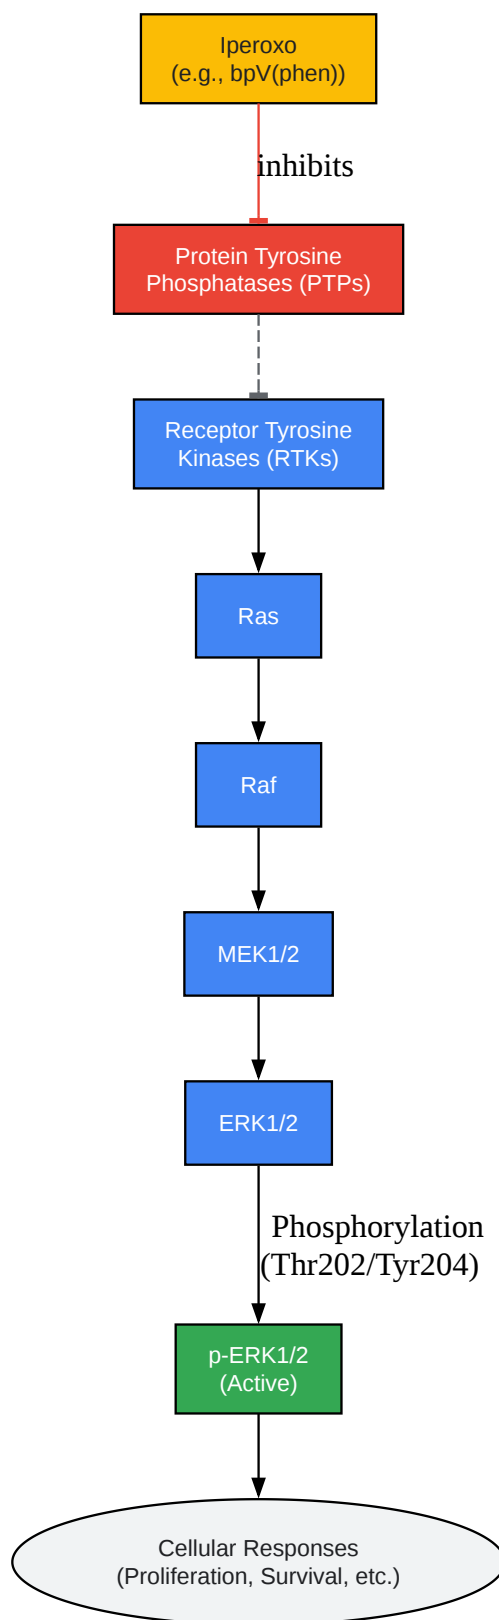 Iperoxo
(e.g., bpV(phen))
inhibits
Protein Tyrosine
Phosphatases (PTPs)
Receptor Tyrosine
Kinases (RTKs)
Ras
Raf
MEK1/2
ERK1/2
Phosphorylation
(Thr202/Tyr204)
p-ERK1/2
(Active)
Cellular Responses
(Proliferation, Survival, etc.)